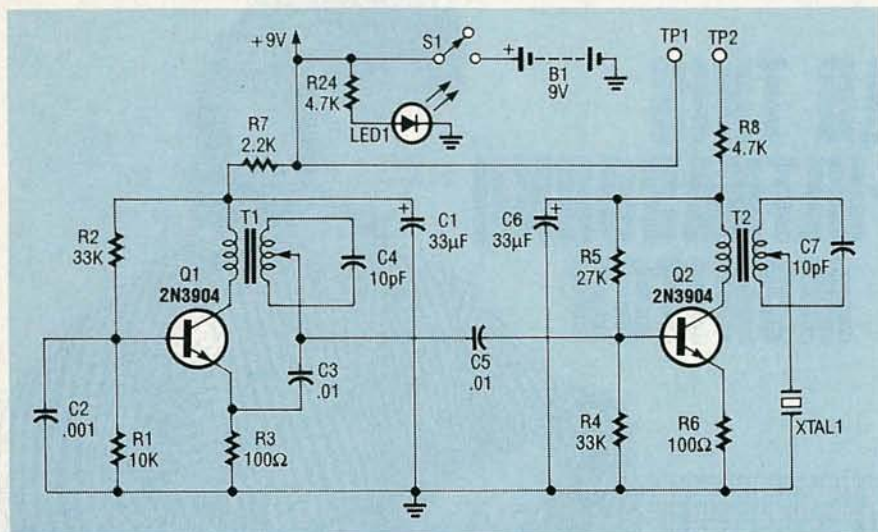 +9V
S1
TP1
TP2
+
B1
9V
R24
4.7K
LED1
R7
2.2K
R8
4.7K
R2
33K
T1
+
C1
33µF
C6
33µF
+
T2
C4
10pF
R5
27K
C7
10pF
Q1
2N3904
Q2
2N3904
C3
.01
C5
.01
C2
.001
R1
10K
R3
100Ω
R4
33K
R6
100Ω
XTAL1